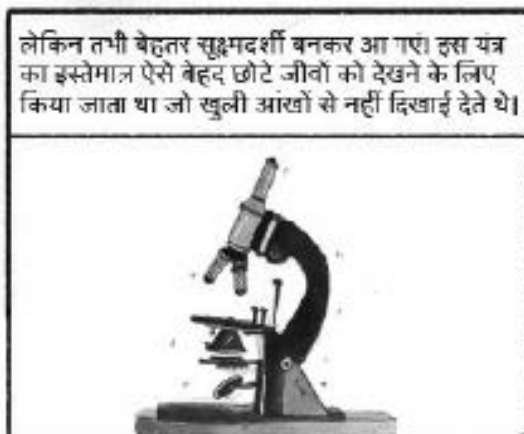 लेकिन तभी बेहतर सूक्ष्मदर्शी बनकर आ गए। इस यंत्र
का इस्तेमाल ऐसे बेहद छोटे जीवों को देखने के लिए
किया जाता था जो खुली आंखों से नहीं दिखाई देते थे।